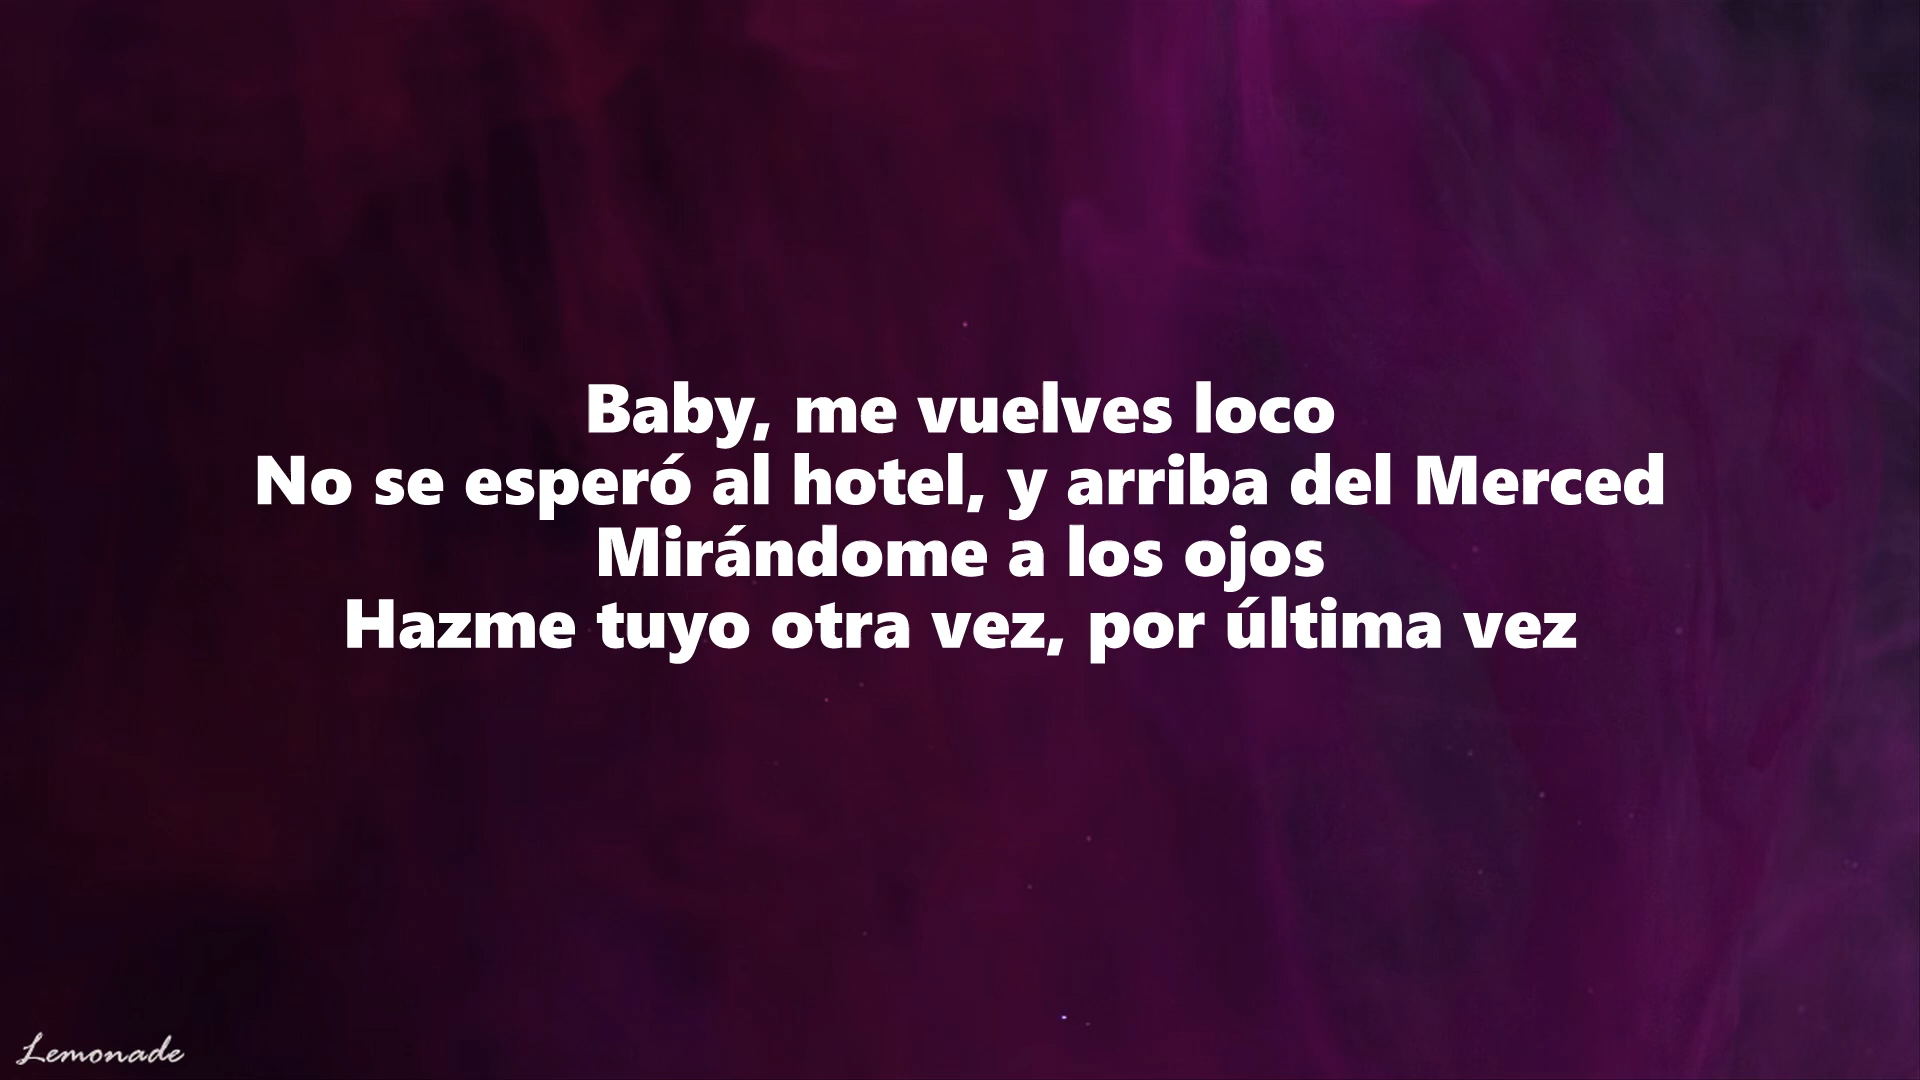 Baby, me vuelves loco
No se esperó al hotel, y arriba del Merced
Mirándome a los ojos
Hazme tuyo otra vez, por última vez
Lemonade